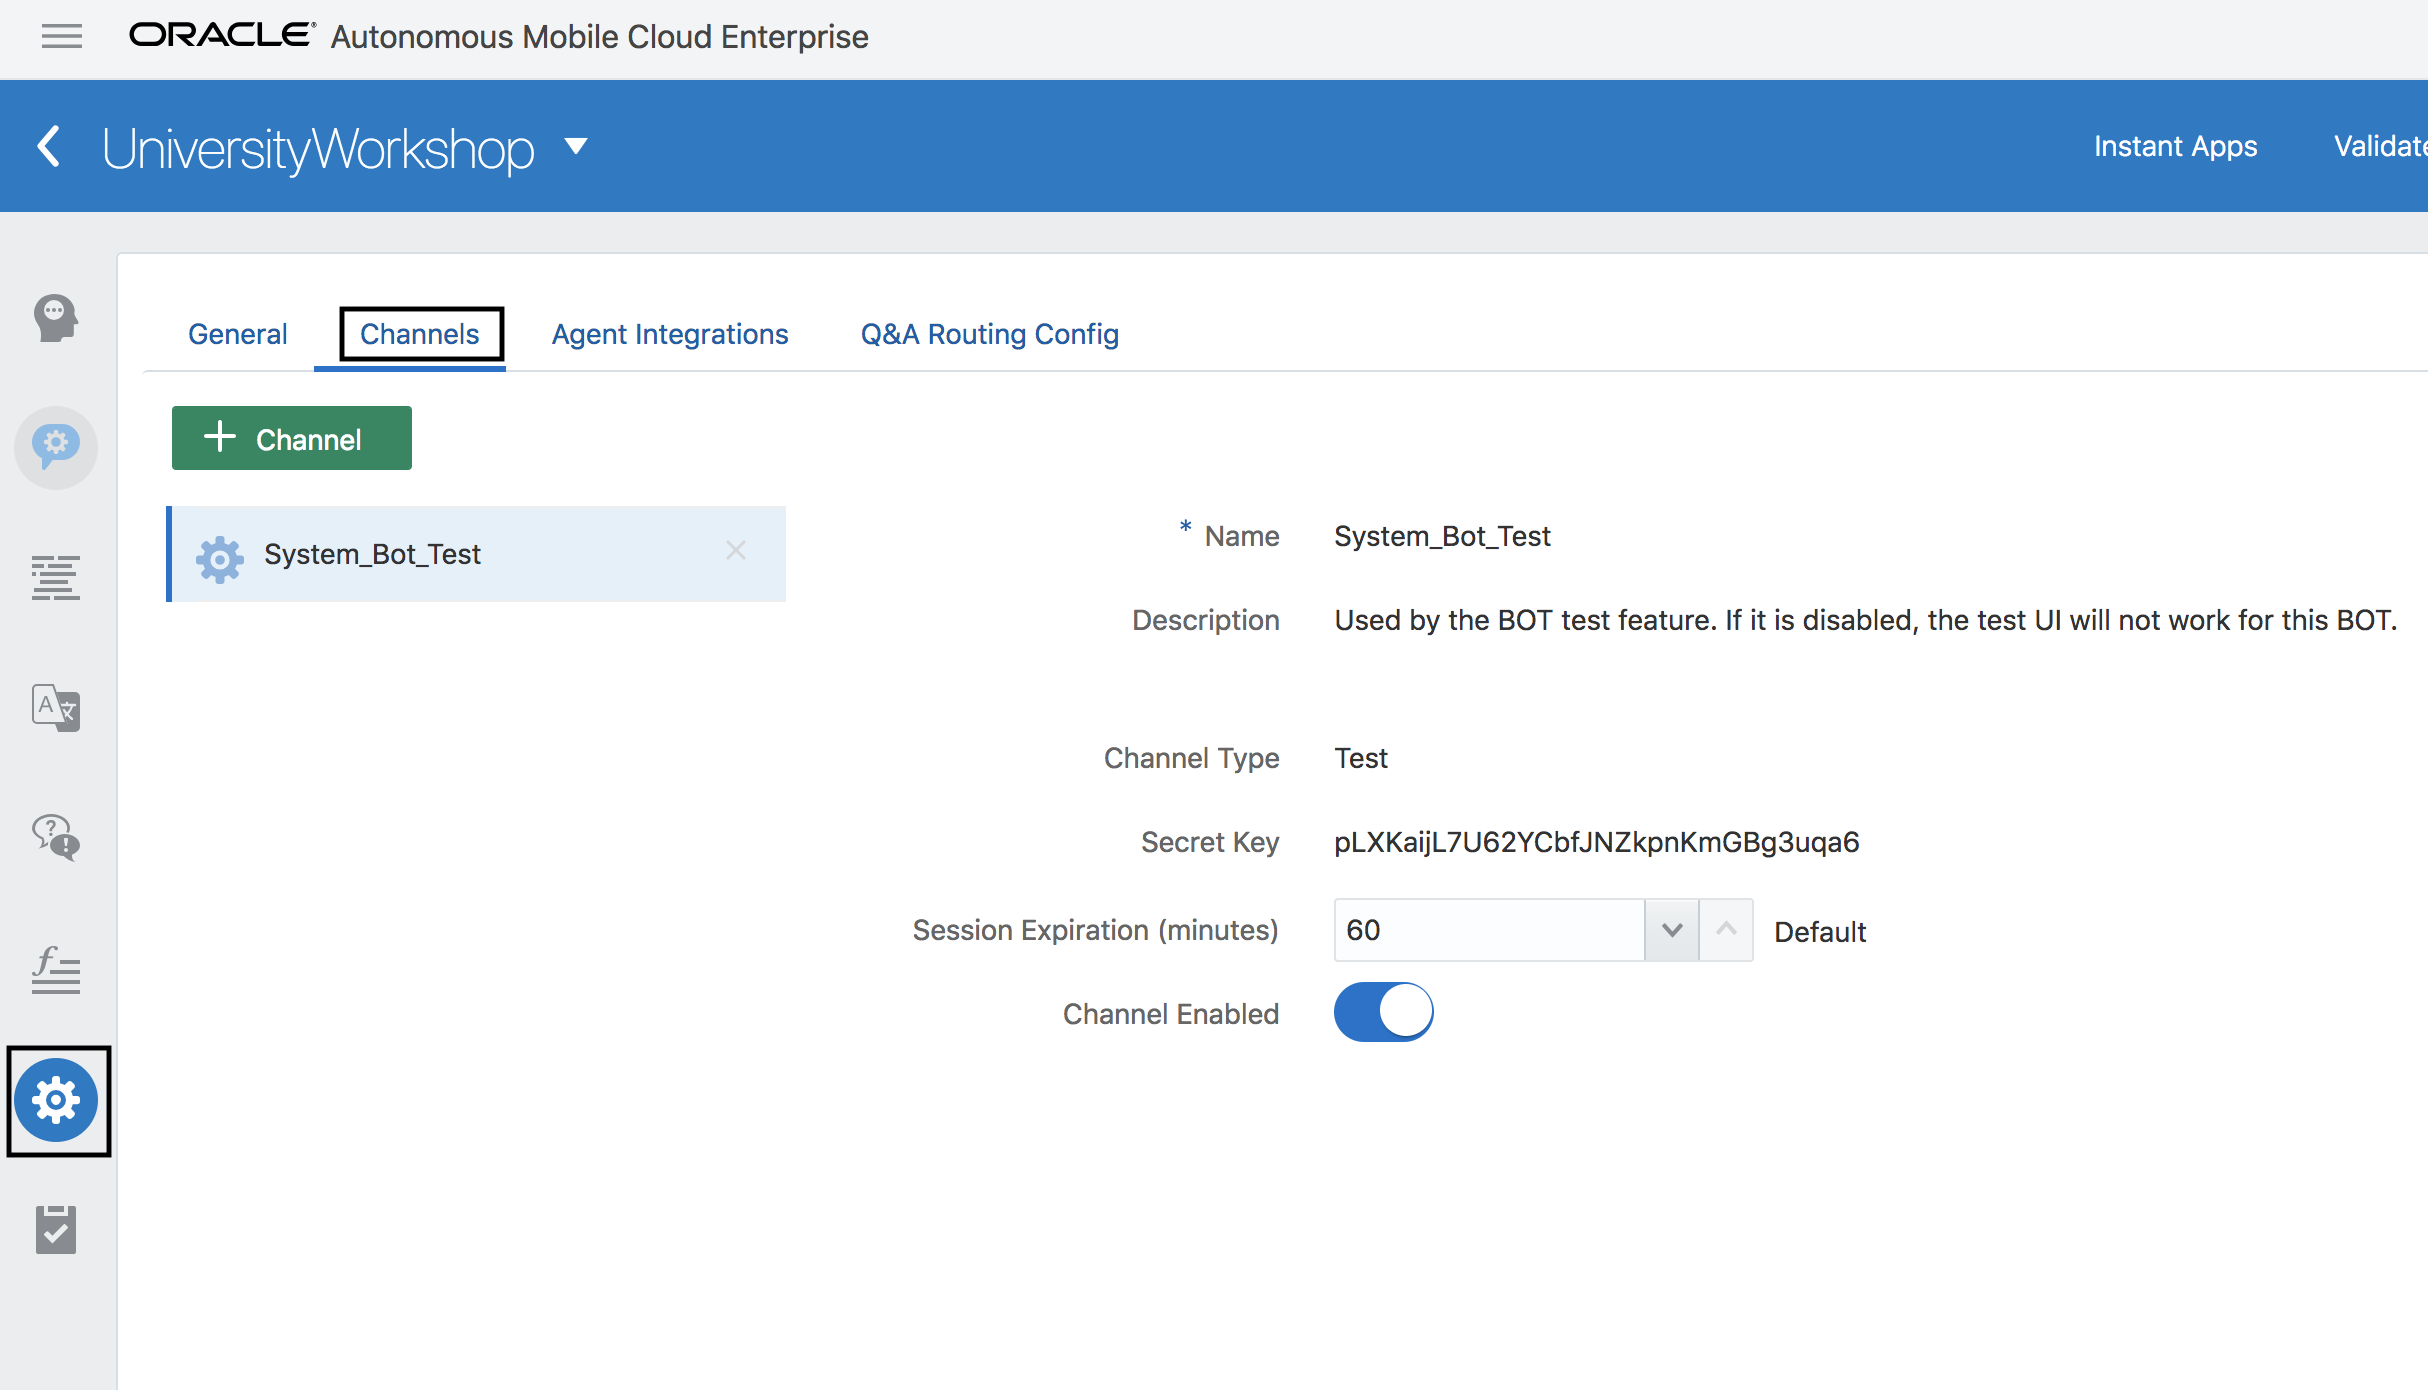 ORACLE® Autonomous Mobile Cloud Enterprise
UniversityWorkshop
Instant Apps Validate
General Channels Agent Integrations Q&A Routing Config
+ Channel
System_Bot_Test
* Name System_Bot_Test
Description Used by the BOT test feature. If it is disabled, the test UI will not work for this BOT.
Channel Type Test
Secret Key pLXKaijL7U62YCbfJNZkpnKmGBg3uqa6
Session Expiration (minutes) 60 Default
Channel Enabled